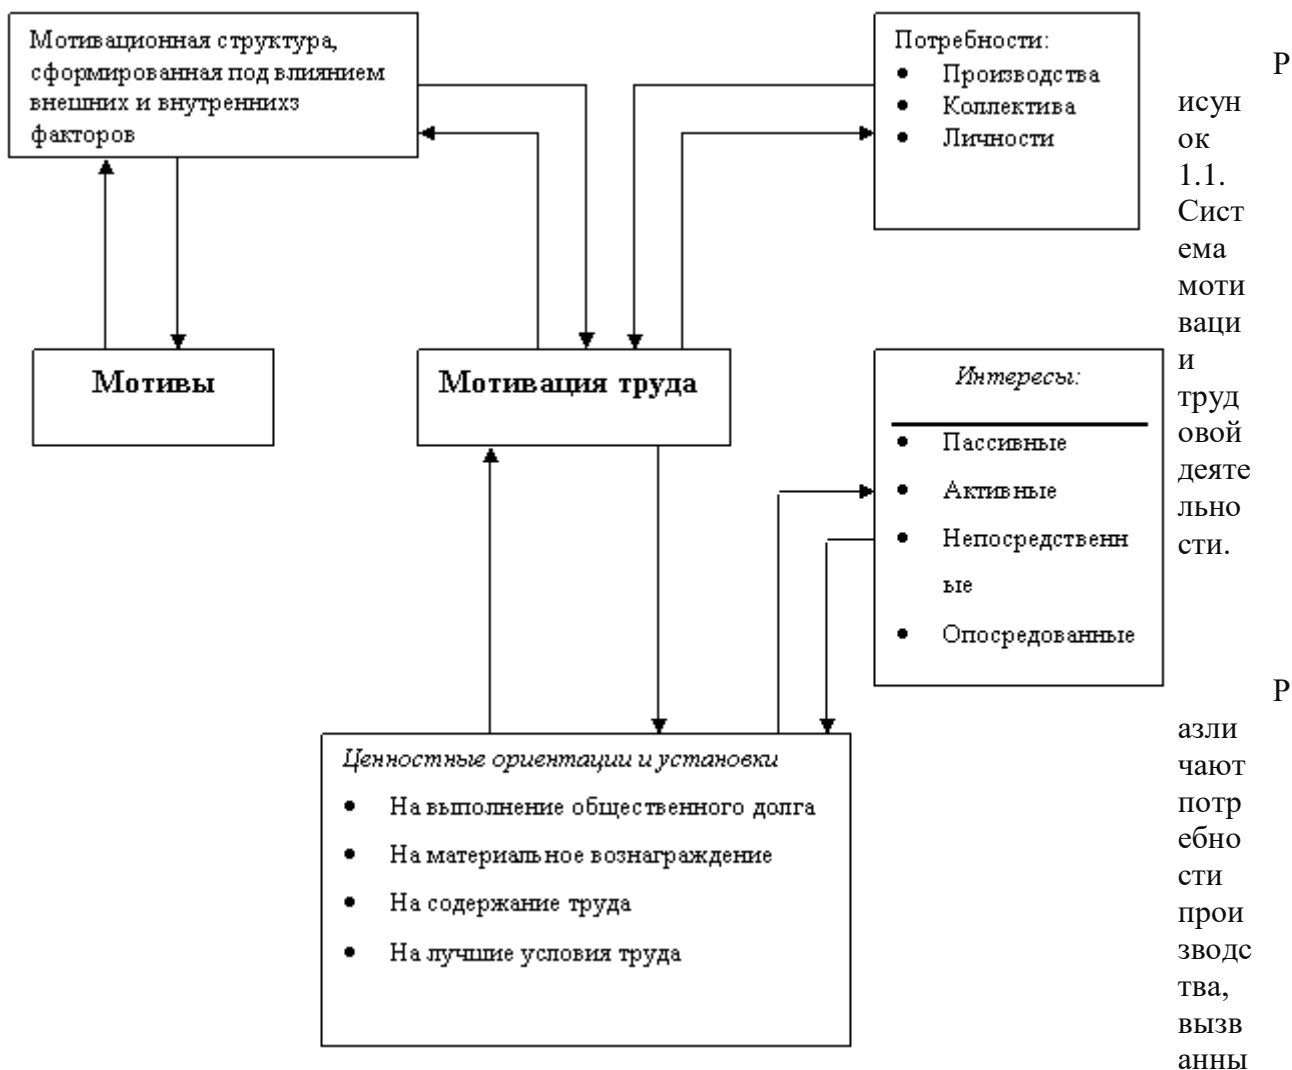 Мотивационная структура,
сформированная под влиянием
внешних и внутреннихз
факторов
Потребности:
Производства
Коллектива
Личности
Мотивы
Мотивация труда
Интересы:
Пассивные
Активные
Непосредственн
ые
Опосредованные
Ценностные ориентации и установки
На выполнение общественного долга
На материальное вознаграждение
На содержание труда
На лучшие условия труда
Р
исун
ок
1.1.
Сист
ема
моти
ваци
и
труд
овой
деяте
льно
сти.
Р
азли
чают
потр
ебно
сти
прои
зводс
тва,
вызв
анны